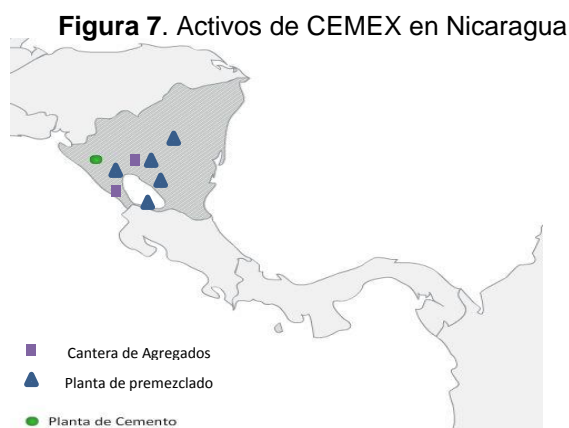 Figura 7. Activos de CEMEX en Nicaragua
Cantera de Agregados
Planta de premezclado
Planta de Cemento